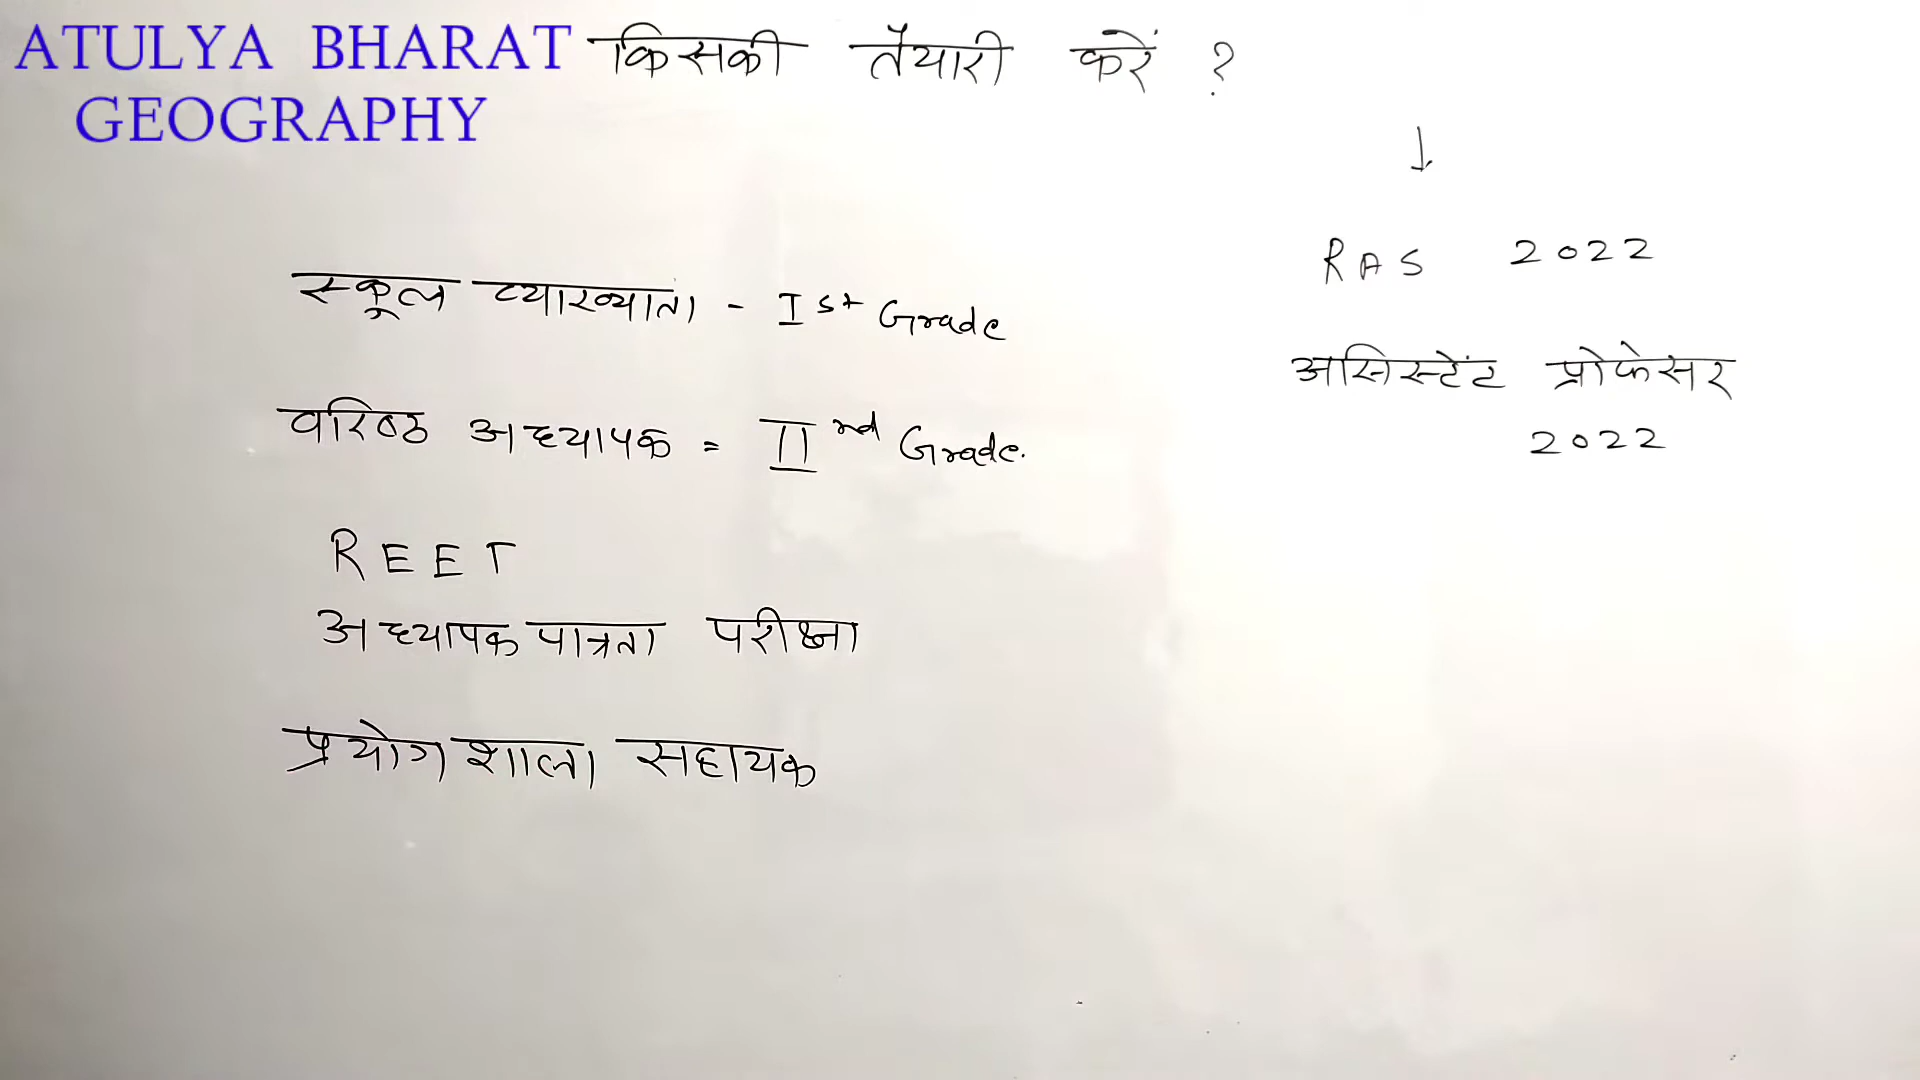 ATULYA BHARAT
GEOGRAPHY
किसकी तैयारी करें ?
स्कूल व्याख्याता - Ist Grade
वरिष्ठ अध्यापक = IInd Grade.
REET
अध्यापक पात्रता परीक्षा
प्रयोगशाला सहायक
RAS 2022
असिस्टेंट प्रोफेसर
2022